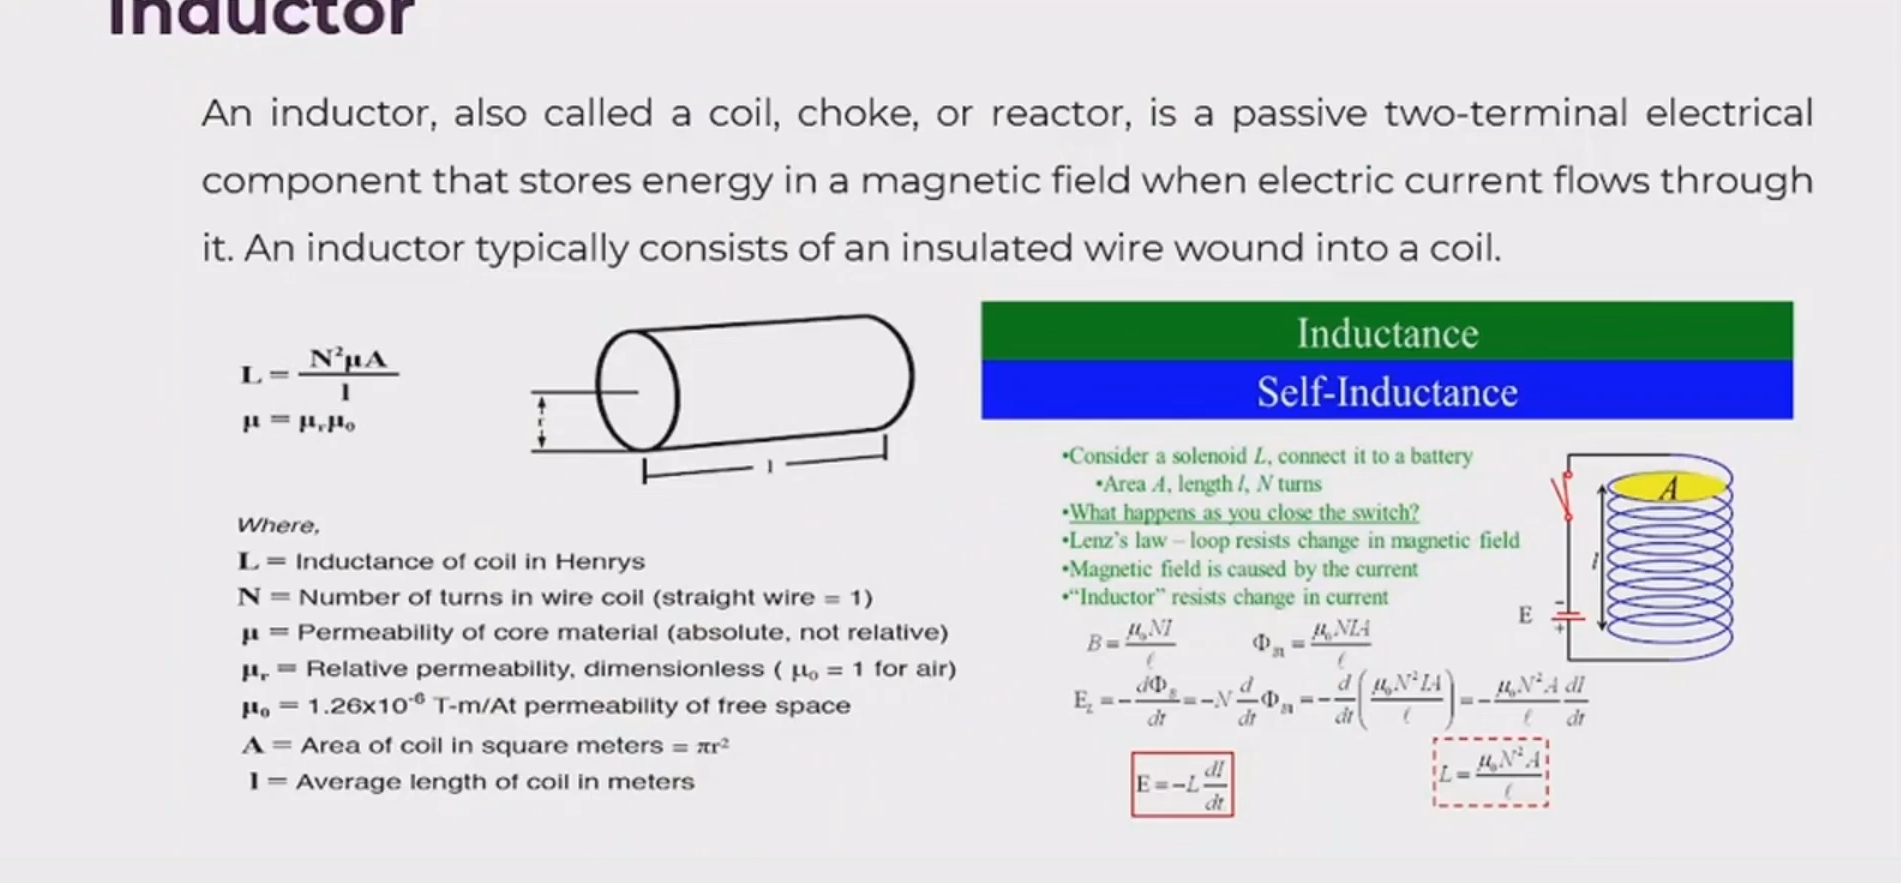 Inductor
An inductor, also called a coil, choke, or reactor, is a passive two-terminal electrical
component that stores energy in a magnetic field when electric current flows through
it. An inductor typically consists of an insulated wire wound into a coil.
L = N²μA / l
μ = μᵣμₒ
r
l
Where,
L = Inductance of coil in Henrys
N = Number of turns in wire coil (straight wire = 1)
μ = Permeability of core material (absolute, not relative)
μᵣ = Relative permeability, dimensionless ( μₒ = 1 for air)
μₒ = 1.26x10⁻⁶ T-m/At permeability of free space
A = Area of coil in square meters = πr²
l = Average length of coil in meters
Inductance
Self-Inductance
•Consider a solenoid L, connect it to a battery
•Area A, length l, N turns
•What happens as you close the switch?
•Lenz's law – loop resists change in magnetic field
•Magnetic field is caused by the current
•“Inductor” resists change in current
A
l
E
-
+
B = μ₀NI / ℓ
Φ = μ₀NIA / ℓ
E = - dΦ / dt = -N d / dt Φ = - d / dt ( μ₀N²IA / ℓ ) = - μ₀N²A / ℓ dI / dt
E = -L dI / dt
L = μ₀N²A / ℓ